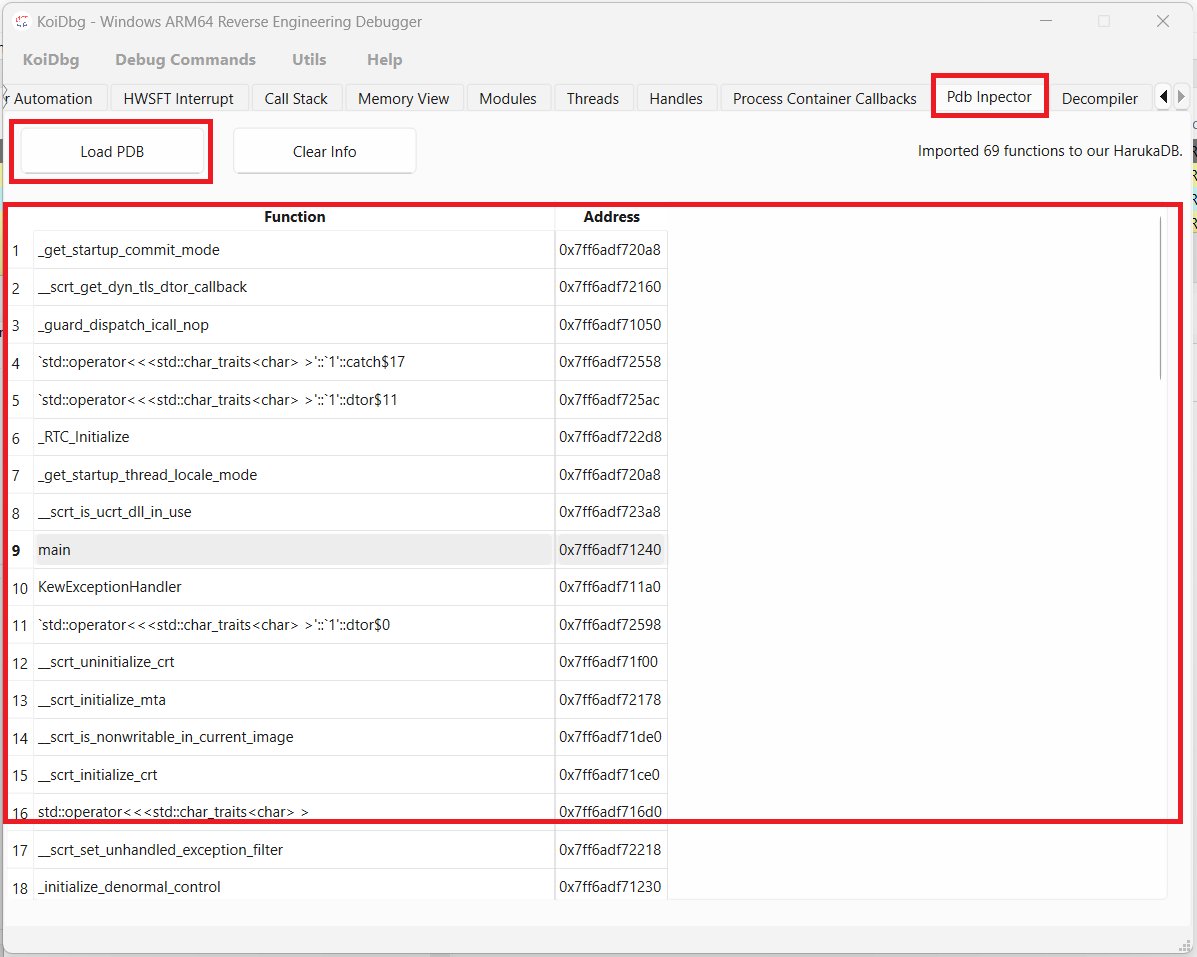 KoiDbg - Windows ARM64 Reverse Engineering Debugger
KoiDbg Debug Commands Utils Help
r Automation HWSFT Interrupt Call Stack Memory View Modules Threads Handles Process Container Callbacks Pdb Inpector Decompiler
Load PDB Clear Info Imported 69 functions to our HarukaDB.
Function Address
1 _get_startup_commit_mode 0x7ff6adf720a8
2 __scrt_get_dyn_tls_dtor_callback 0x7ff6adf72160
3 _guard_dispatch_icall_nop 0x7ff6adf71050
4 `std::operator<<<std::char_traits<char> >'::`1'::catch$17 0x7ff6adf72558
5 `std::operator<<<std::char_traits<char> >'::`1'::dtor$11 0x7ff6adf725ac
6 _RTC_Initialize 0x7ff6adf722d8
7 _get_startup_thread_locale_mode 0x7ff6adf720a8
8 __scrt_is_ucrt_dll_in_use 0x7ff6adf723a8
9 main 0x7ff6adf71240
10 KewExceptionHandler 0x7ff6adf711a0
11 `std::operator<<<std::char_traits<char> >'::`1'::dtor$0 0x7ff6adf72598
12 __scrt_uninitialize_crt 0x7ff6adf71f00
13 __scrt_initialize_mta 0x7ff6adf72178
14 __scrt_is_nonwritable_in_current_image 0x7ff6adf71de0
15 __scrt_initialize_crt 0x7ff6adf71ce0
16 std::operator<<<std::char_traits<char> > 0x7ff6adf716d0
17 __scrt_set_unhandled_exception_filter 0x7ff6adf72218
18 _initialize_denormal_control 0x7ff6adf71230